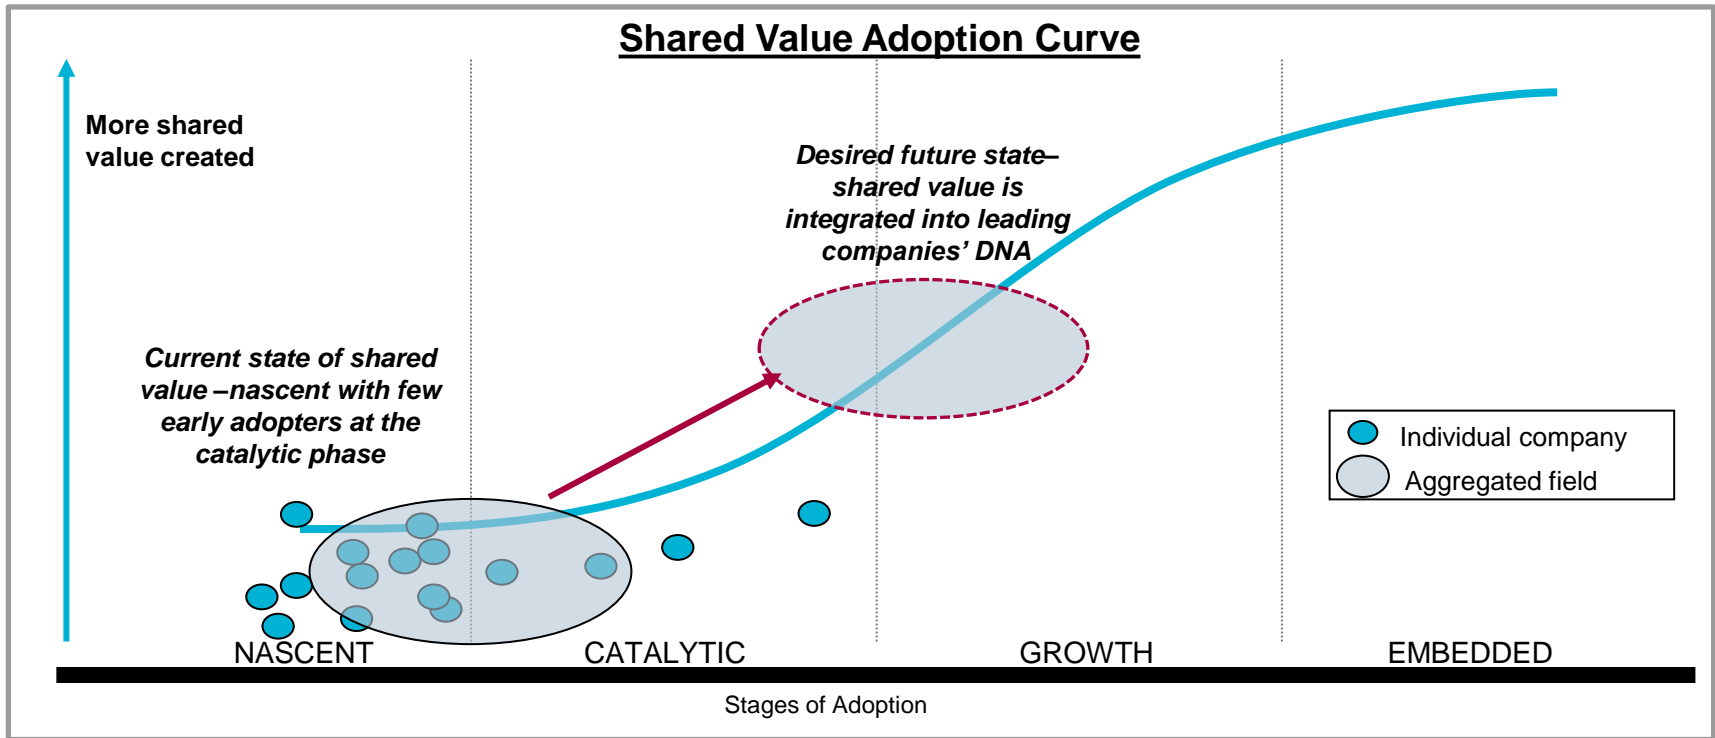 Shared Value Adoption Curve
More shared
value created
Desired future state–
shared value is
integrated into leading
companies’ DNA
Current state of shared
value –nascent with few
early adopters at the
catalytic phase
Individual company
Aggregated field
NASCENT
CATALYTIC
GROWTH
EMBEDDED
Stages of Adoption